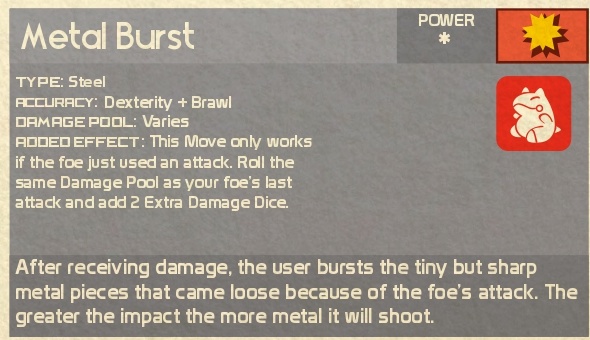 Metal Burst
POWER
*
TYPE: Steel
ACCURACY: Dexterity + Brawl
DAMAGE POOL: Varies
ADDED EFFECT: This Move only works
if the foe just used an attack. Roll the
same Damage Pool as your foe's last
attack and add 2 Extra Damage Dice.
After receiving damage, the user bursts the tiny but sharp
metal pieces that came loose because of the foe's attack. The
greater the impact the more metal it will shoot.